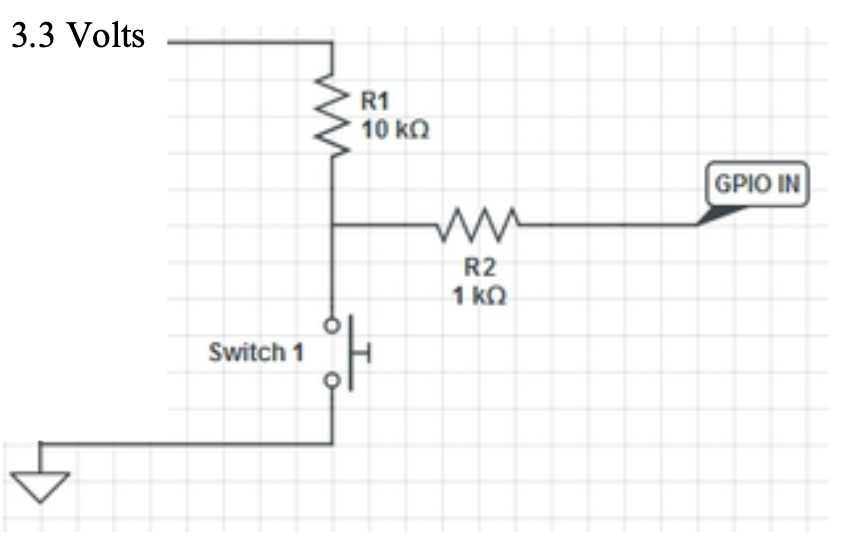 3.3 Volts
R1
10 kΩ
GPIO IN
R2
1 kΩ
Switch 1